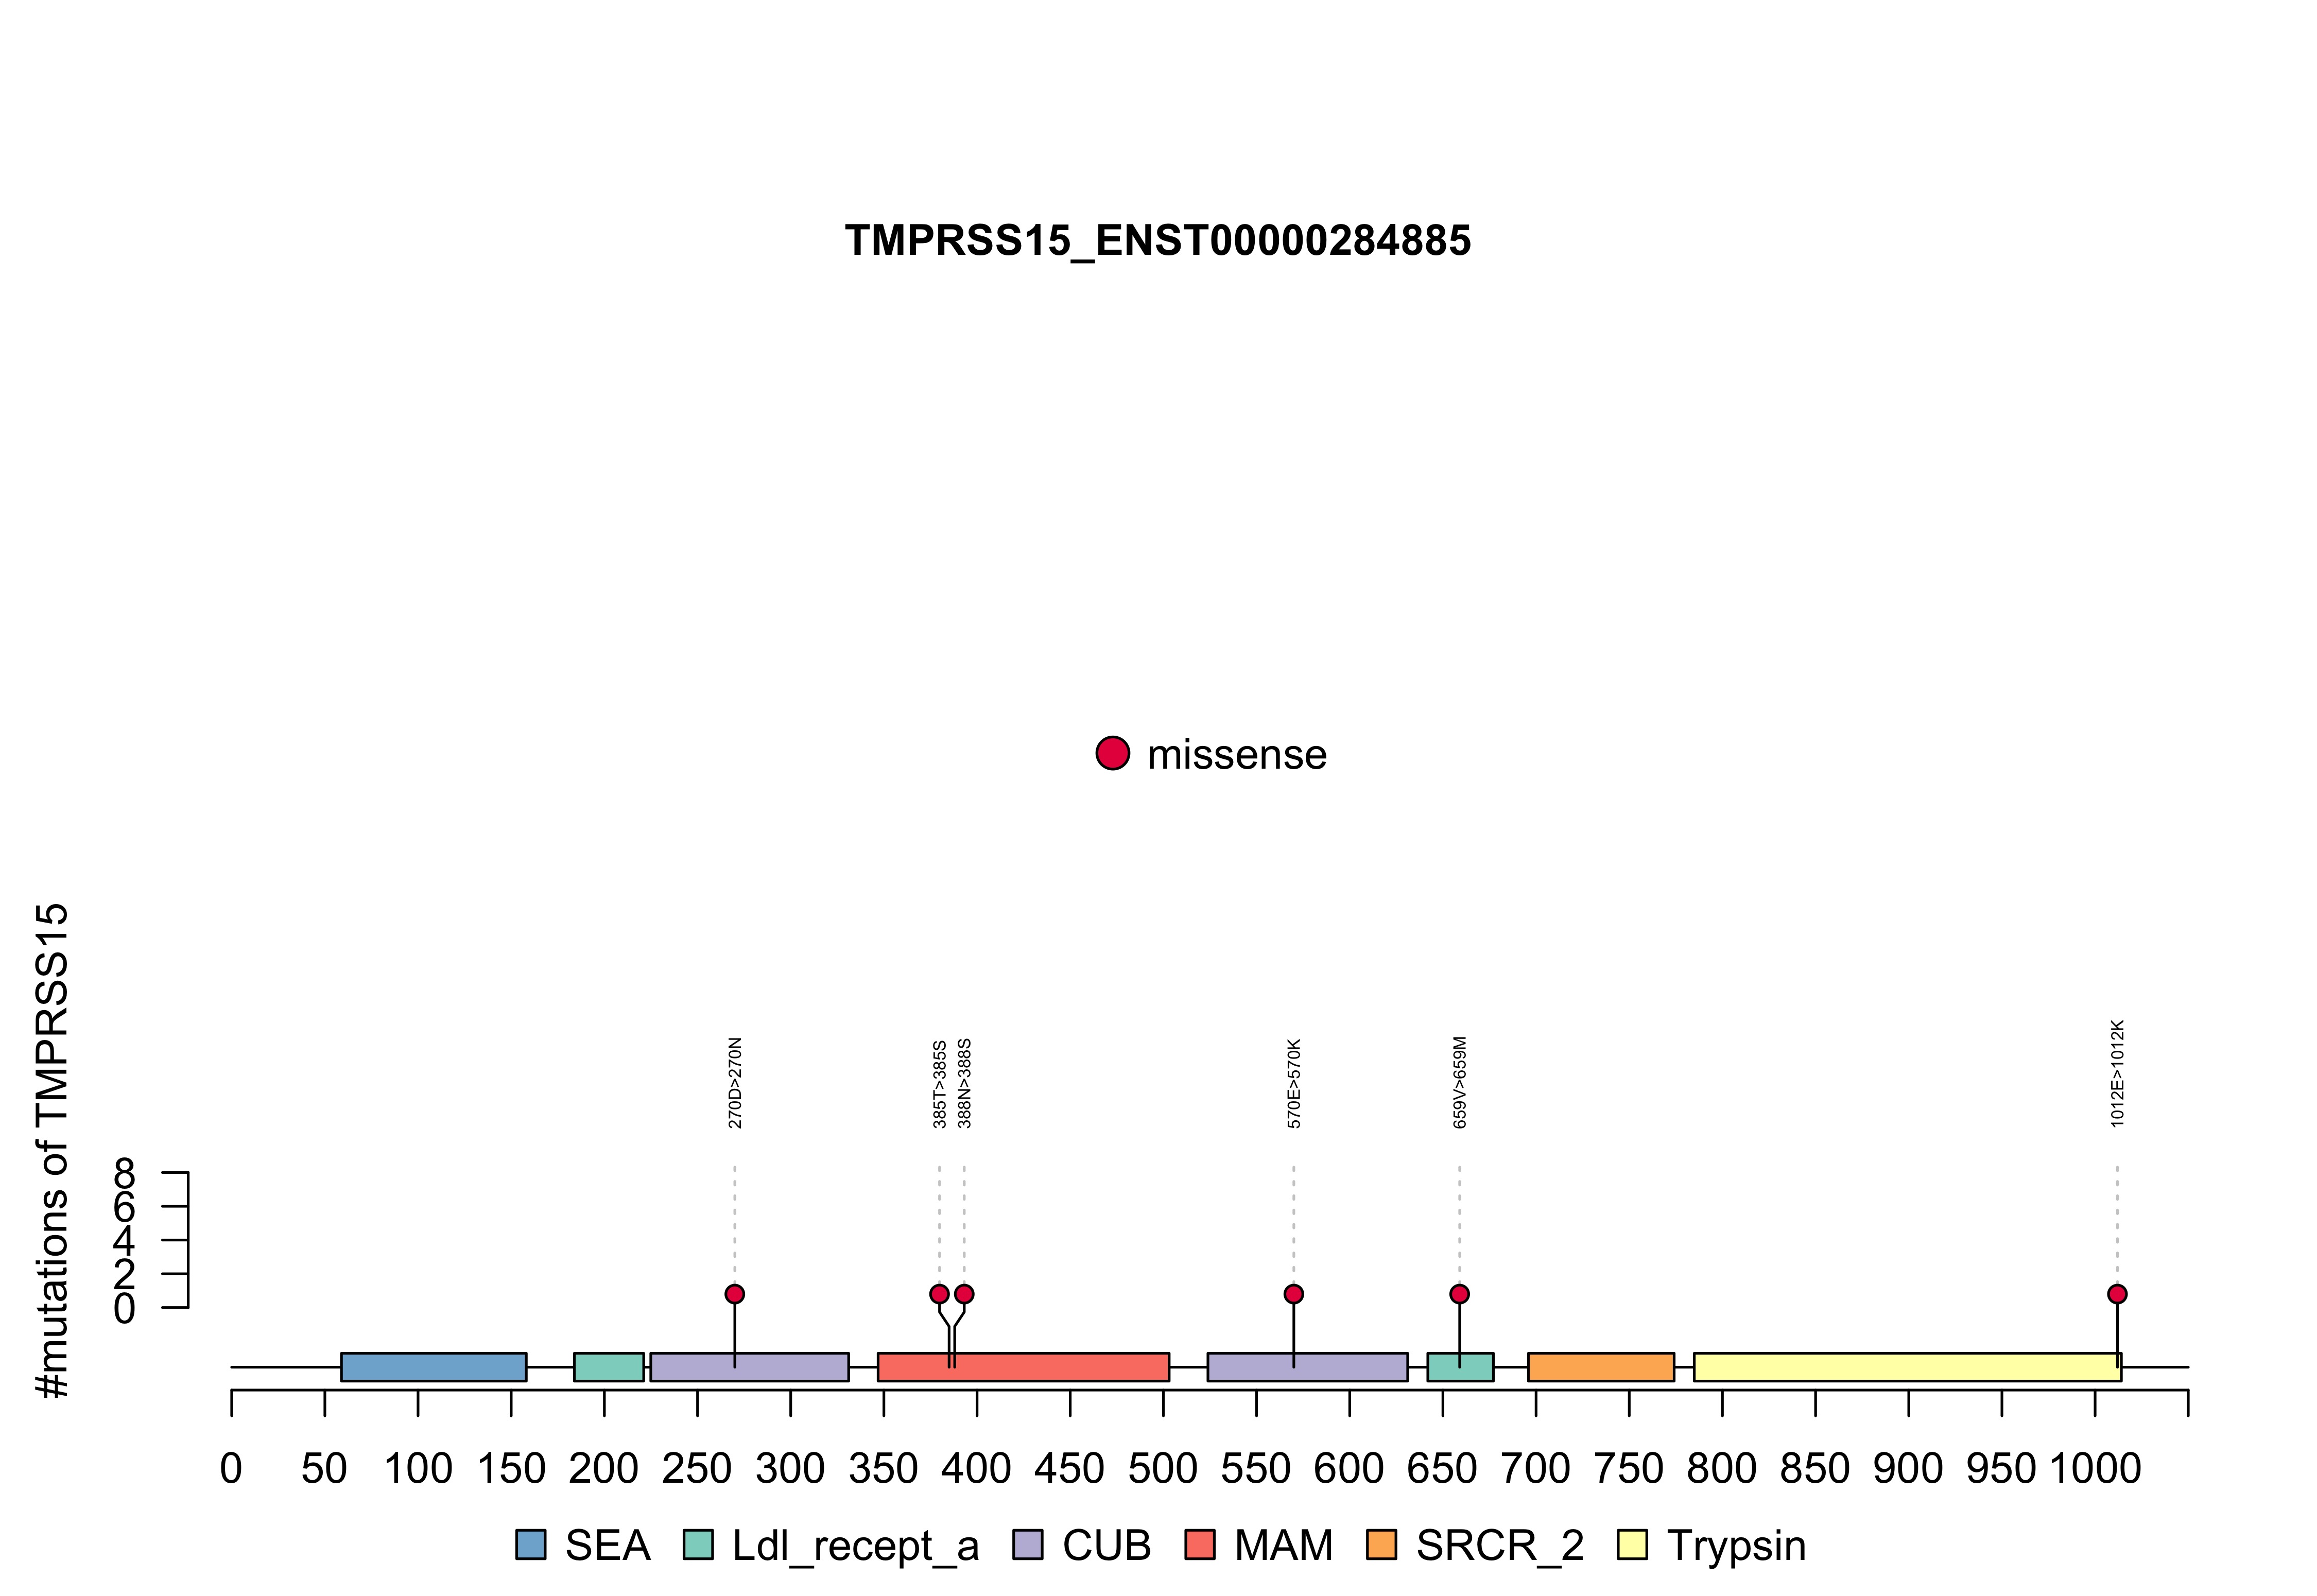 TMPRSS15_ENST00000284885
missense
#mutations of TMPRSS15
270D>270N
385T>385S
388N>388S
570E>570K
659V>659M
1012E>1012K
8
6
4
2
0
0 50 100 150 200 250 300 350 400 450 500 550 600 650 700 750 800 850 900 950 1000
SEA Ldl_recept_a CUB MAM SRCR_2 Trypsin